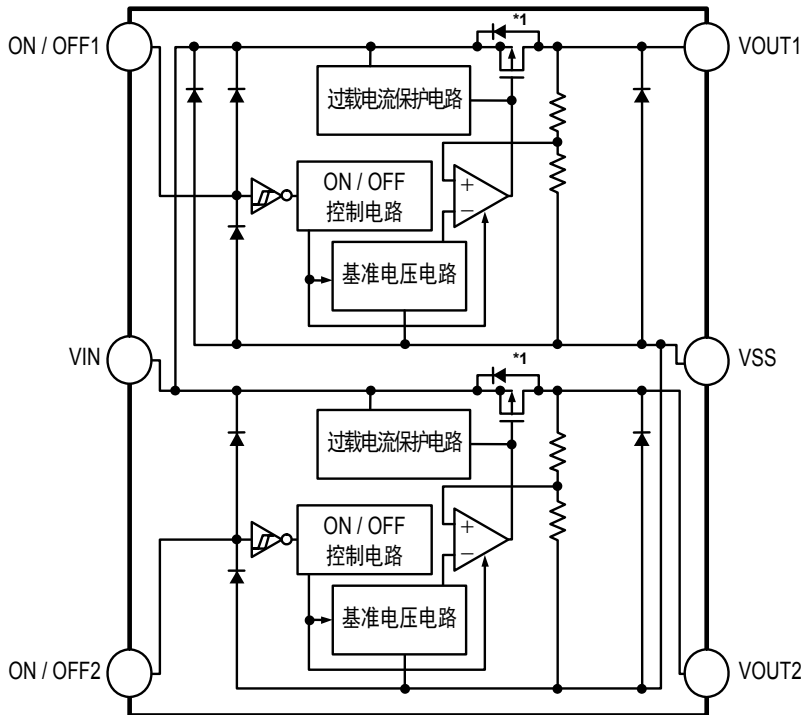 *1
ON / OFF1
VOUT1
过载电流保护电路
ON / OFF
控制电路
+
−
基准电压电路
VIN
VSS
*1
过载电流保护电路
ON / OFF
控制电路
+
−
基准电压电路
ON / OFF2
VOUT2